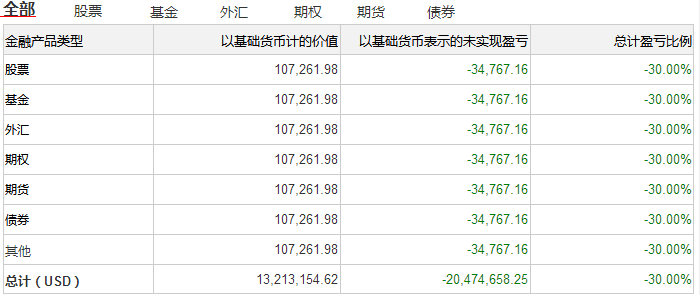 全部 股票 基金 外汇 期权 期货 债券
金融产品类型 以基础货币计的价值 以基础货币表示的未实现盈亏 总计盈亏比例
股票 107,261.98 -34,767.16 -30.00%
基金 107,261.98 -34,767.16 -30.00%
外汇 107,261.98 -34,767.16 -30.00%
期权 107,261.98 -34,767.16 -30.00%
期货 107,261.98 -34,767.16 -30.00%
债券 107,261.98 -34,767.16 -30.00%
其他 107,261.98 -34,767.16 -30.00%
总计（USD） 13,213,154.62 -20,474,658.25 -30.00%